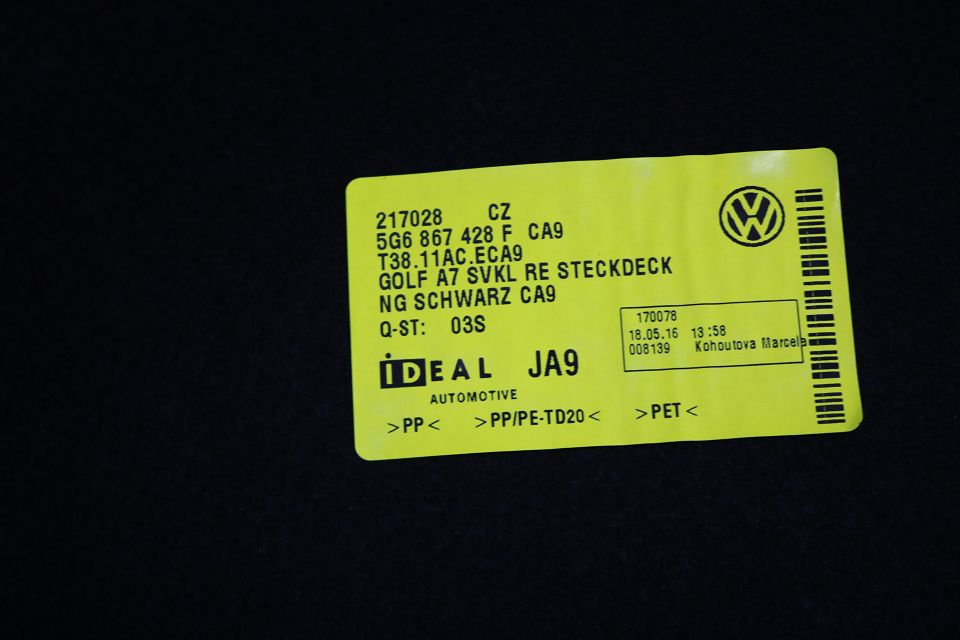 217028 CZ
5G6 867 428 F CA9
T38.11AC.ECA9
GOLF A7 SVKL RE STECKDECK
NG SCHWARZ CA9
Q-ST: 03S
iDEAL JA9
AUTOMOTIVE
>PP< >PP/PE-TD20< >PET<
170078
18.05.16 13:58
008139 Kohoutova Marcela